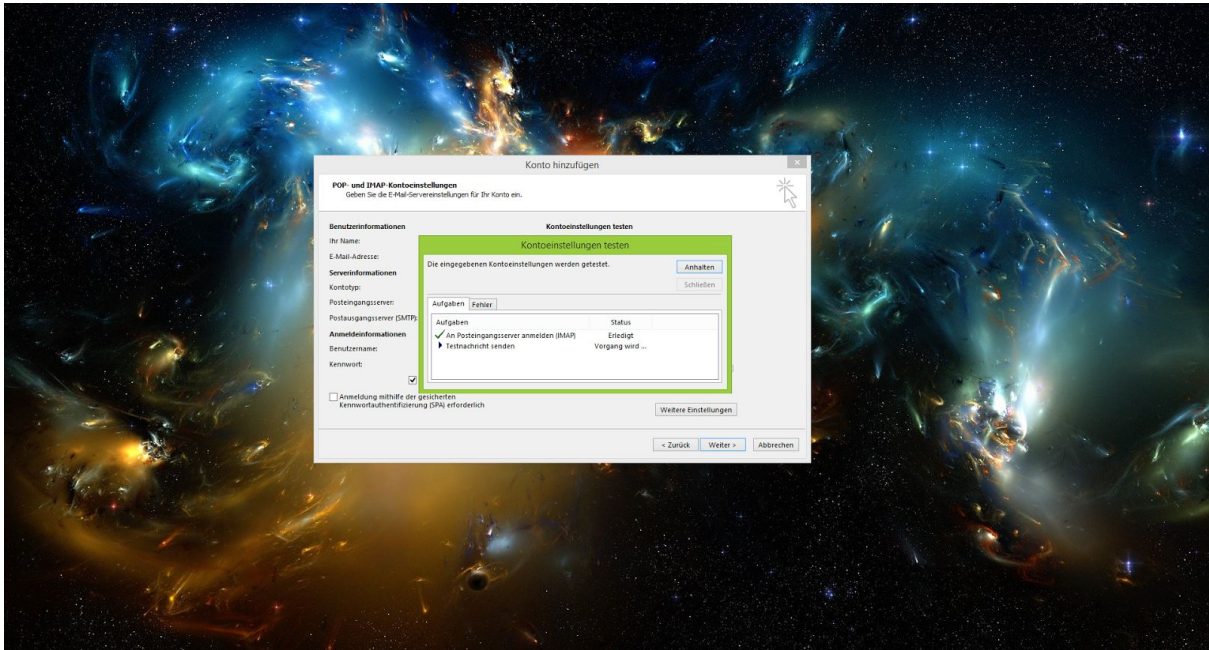 Konto hinzufügen
POP- und IMAP-Kontoeinstellungen
Geben Sie die E-Mail-Servereinstellungen für Ihr Konto ein.
Benutzerinformationen
Kontoeinstellungen testen
Ihr Name:
E-Mail-Adresse:
Serverinformationen
Kontotyp:
Posteingangsserver:
Postausgangsserver (SMTP):
Anmeldeinformationen
Benutzername:
Kennwort:
Kontoeinstellungen testen
Die eingegebenen Kontoeinstellungen werden getestet.
Anhalten
Schließen
Aufgaben Fehler
Aufgaben Status
An Posteingangsserver anmelden (IMAP) Erledigt
Testnachricht senden Vorgang wird ...
Anmeldung mithilfe der gesicherten
Kennwortauthentifizierung (SPA) erforderlich
Weitere Einstellungen
< Zurück Weiter > Abbrechen